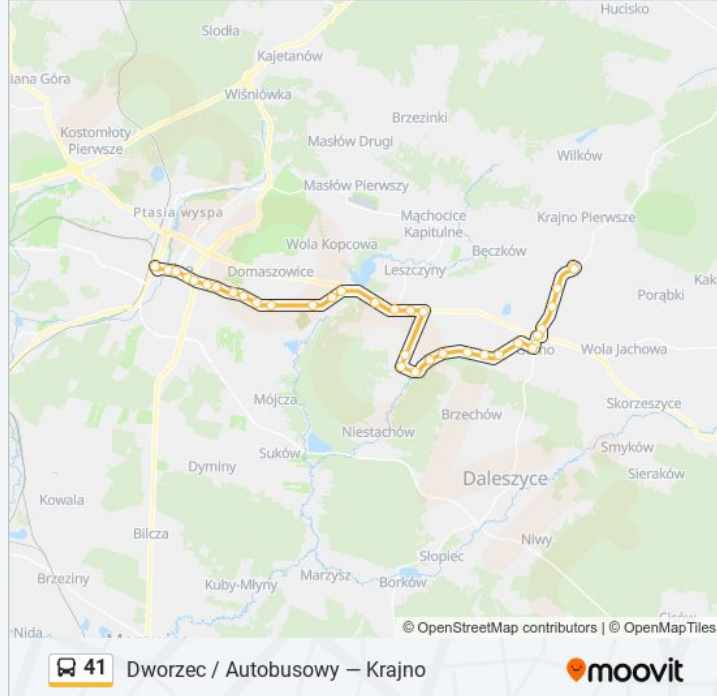 Hucisko
Siodła
Kajetanów
iana Góra
Wiśniówka
Brzezinki
Kostomłoty
Pierwsze
Masłów Drugi
Wilków
Masłów Pierwszy
Ptasia wyspa
Mąchocice
Kapitulne
Krajno Pierwsze
Wola Kopcowa
Bęczków
Domaszowice
Leszczyny
Kak
Porąbki
Wola Jachowa
Mójcza
Skorzeszyce
Brzechów
Niestachów
Suków
Smyków
Dyminy
Daleszyce
Sieraków
Kowala
Bilcza
Niwy
Słopiec
Marzysz
Brzeziny
Kuby-Młyny
Borków
Nida
© OpenStreetMap contributors | © OpenMapTiles
41 Dworzec / Autobusowy — Krajno
moovit